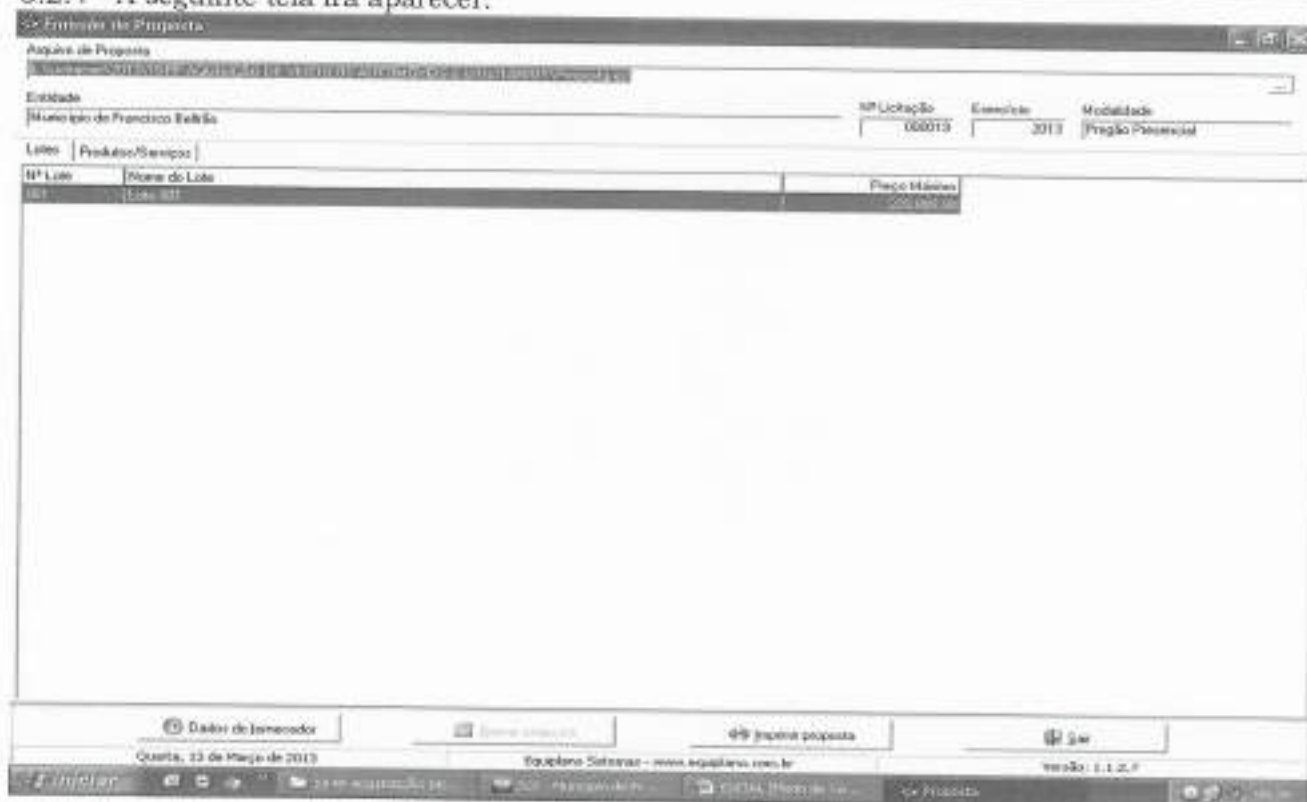 A seguinte tela irá aparecer:
Emissão de Proposta
Arquivo de Proposta
Entidade
Município de Francisco Beltrão
Nº Licitação
000013
Exercício
2013
Modalidade
Pregão Presencial
Lotes
Produtos/Serviços
Nº Lote
Nome do Lote
Preço Máximo
001
Lote 001
Dados do fornecedor
Imprimir proposta
Sair
Quarta, 13 de Março de 2013
Equiplano Sistemas - www.equiplano.com.br
Versão: 1.1.2.
Iniciar
Proposta